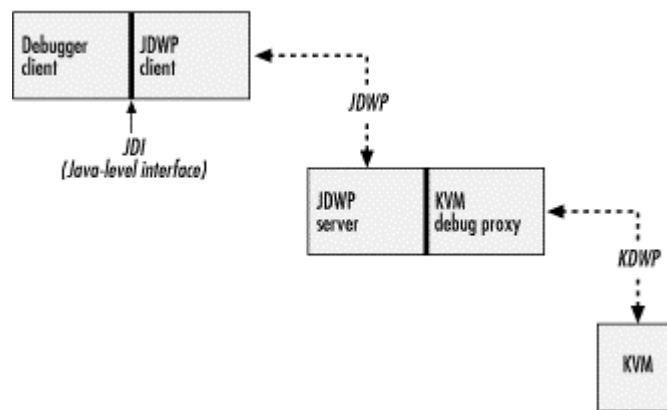 Debugger
client
JDWP
client
JDWP
JDI
(Java-level interface)
JDWP
server
KVM
debug proxy
KDWP
KVM